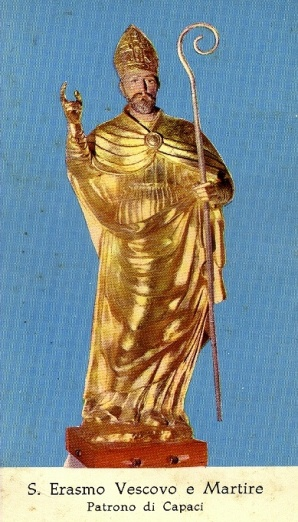 S. Erasmo Vescovo e Martire
Patrono di Capaci